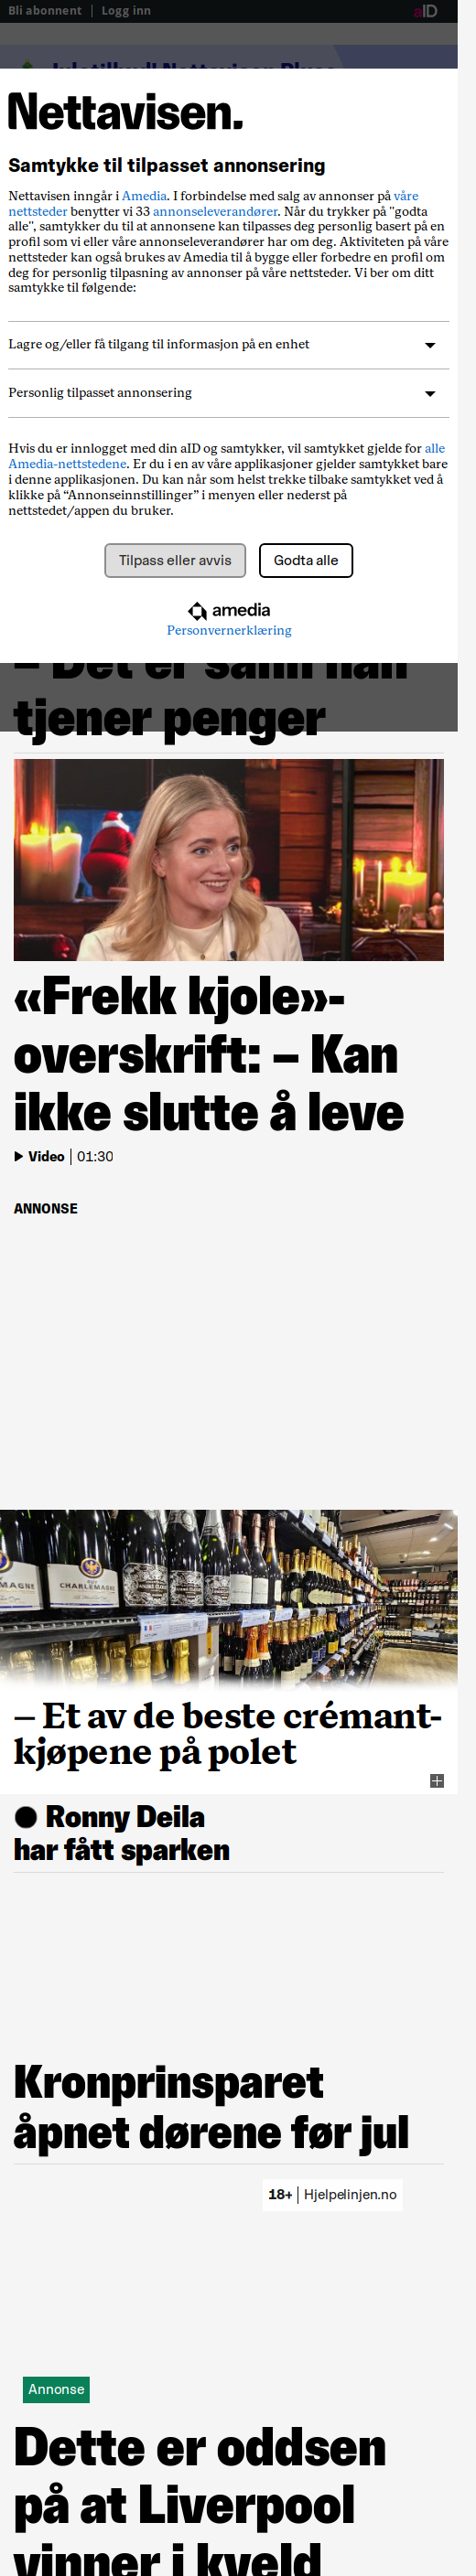 Bli abonnent | Logg inn
aID
Nettavisen.
Samtykke til tilpasset annonsering
Nettavisen inngår i Amedia. I forbindelse med salg av annonser på våre
nettsteder benytter vi 33 annonseleverandører. Når du trykker på "godta
alle", samtykker du til at annonsene kan tilpasses deg personlig basert på en
profil som vi eller våre annonseleverandører har om deg. Aktiviteten på våre
nettsteder kan også brukes av Amedia til å bygge eller forbedre en profil om
deg for personlig tilpasning av annonser på våre nettsteder. Vi ber om ditt
samtykke til følgende:
Lagre og/eller få tilgang til informasjon på en enhet
Personlig tilpasset annonsering
Hvis du er innlogget med din aID og samtykker, vil samtykket gjelde for alle
Amedia-nettstedene. Er du i en av våre applikasjoner gjelder samtykket bare
i denne applikasjonen. Du kan når som helst trekke tilbake samtykket ved å
klikke på “Annonseinnstillinger” i menyen eller nederst på
nettstedet/appen du bruker.
Tilpass eller avvis
Godta alle
amedia
Personvernerklæring
– Det er sånn han
tjener penger
«Frekk kjole»-
overskrift: – Kan
ikke slutte å leve
Video | 01:30
ANNONSE
CHARLEMAGNE
– Et av de beste crémant-
kjøpene på polet
Ronny Deila
har fått sparken
Kronprinsparet
åpnet dørene før jul
18+ | Hjelpelinjen.no
Annonse
Dette er oddsen
på at Liverpool
vinner i kveld